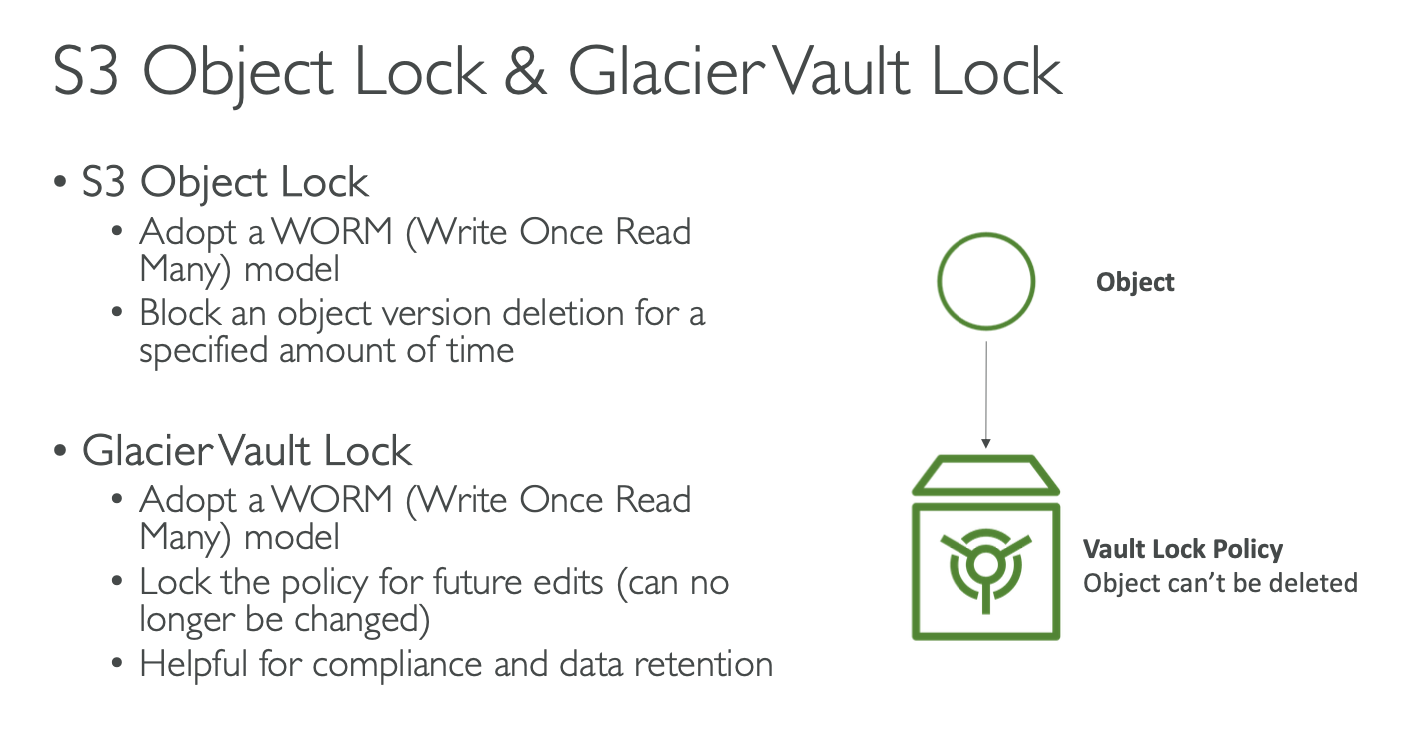 S3 Object Lock & Glacier Vault Lock
• S3 Object Lock
• Adopt a WORM (Write Once Read
Many) model
• Block an object version deletion for a
specified amount of time
• Glacier Vault Lock
• Adopt a WORM (Write Once Read
Many) model
• Lock the policy for future edits (can no
longer be changed)
• Helpful for compliance and data retention
Object
Vault Lock Policy
Object can't be deleted